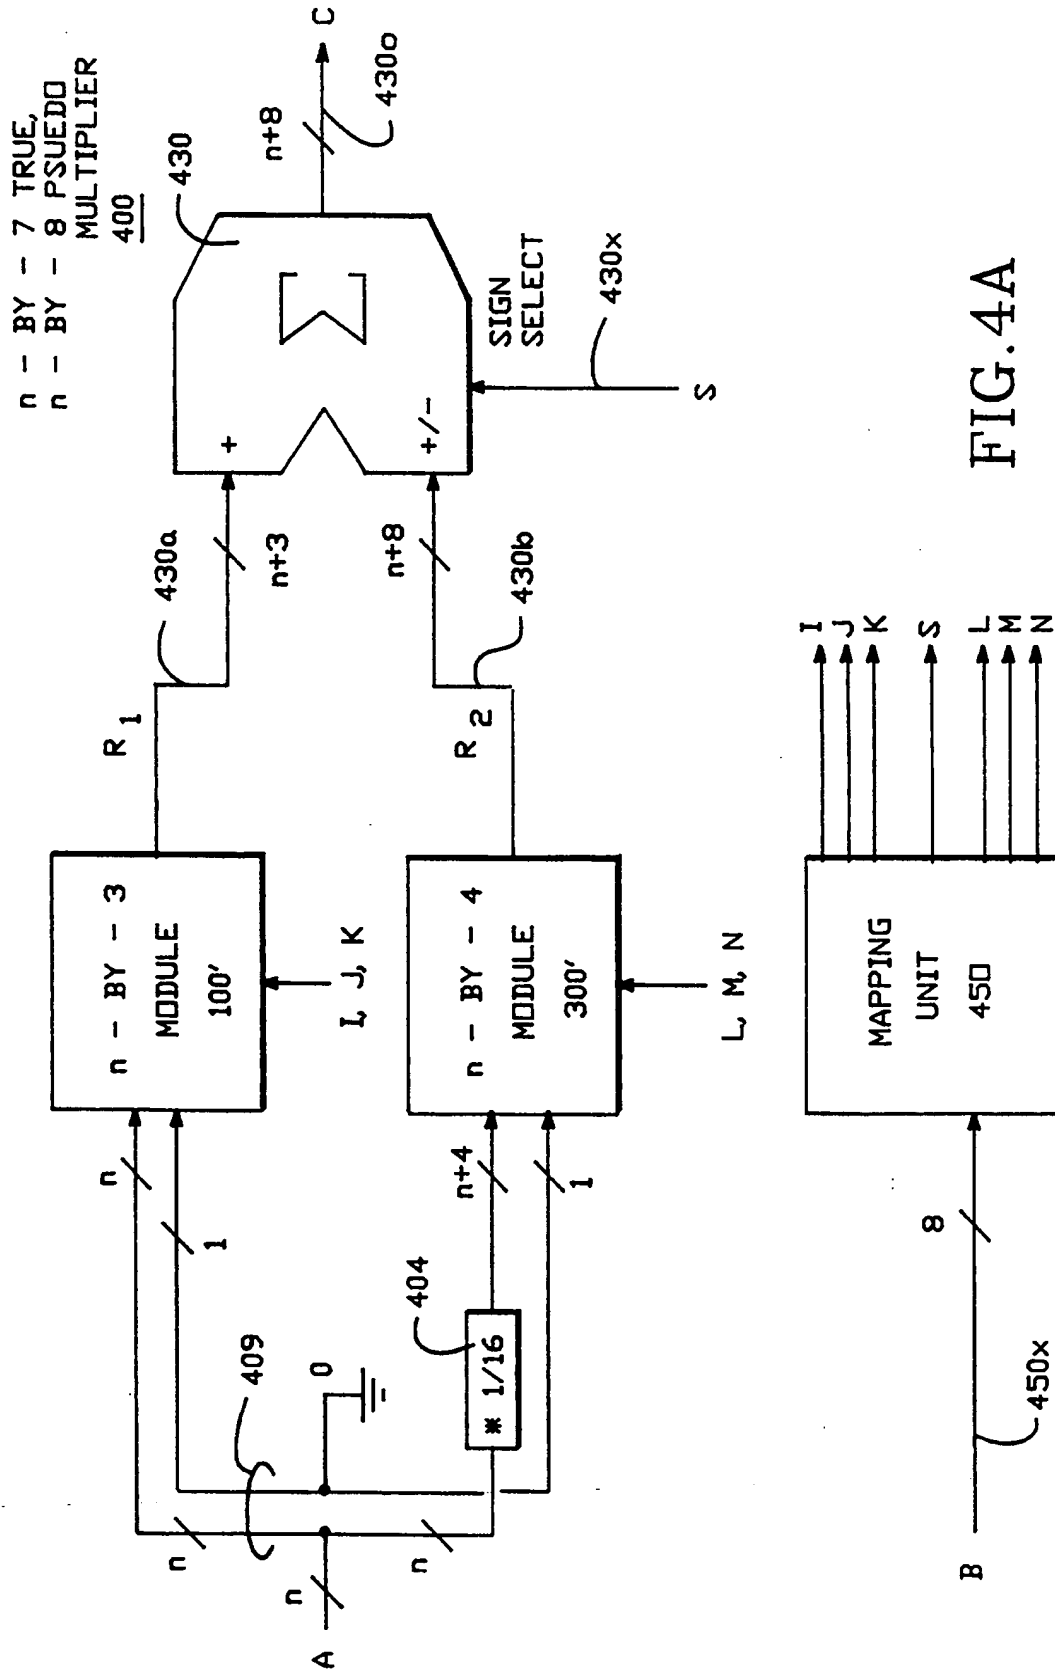 n - BY - 7 TRUE,
n - BY - 8 PSUEDO
MULTIPLIER
400
A
n
n
n
409
0
n
1
n - BY - 3
MODULE
100'
I, J, K
R1
430a
n+3
* 1/16
404
n+4
1
n - BY - 4
MODULE
300'
L, M, N
R2
430b
n+8
+
+/-
Σ
430
SIGN
SELECT
430x
S
n+8
430o
C
B
450x
8
MAPPING
UNIT
450
I
J
K
S
L
M
N
FIG.4A